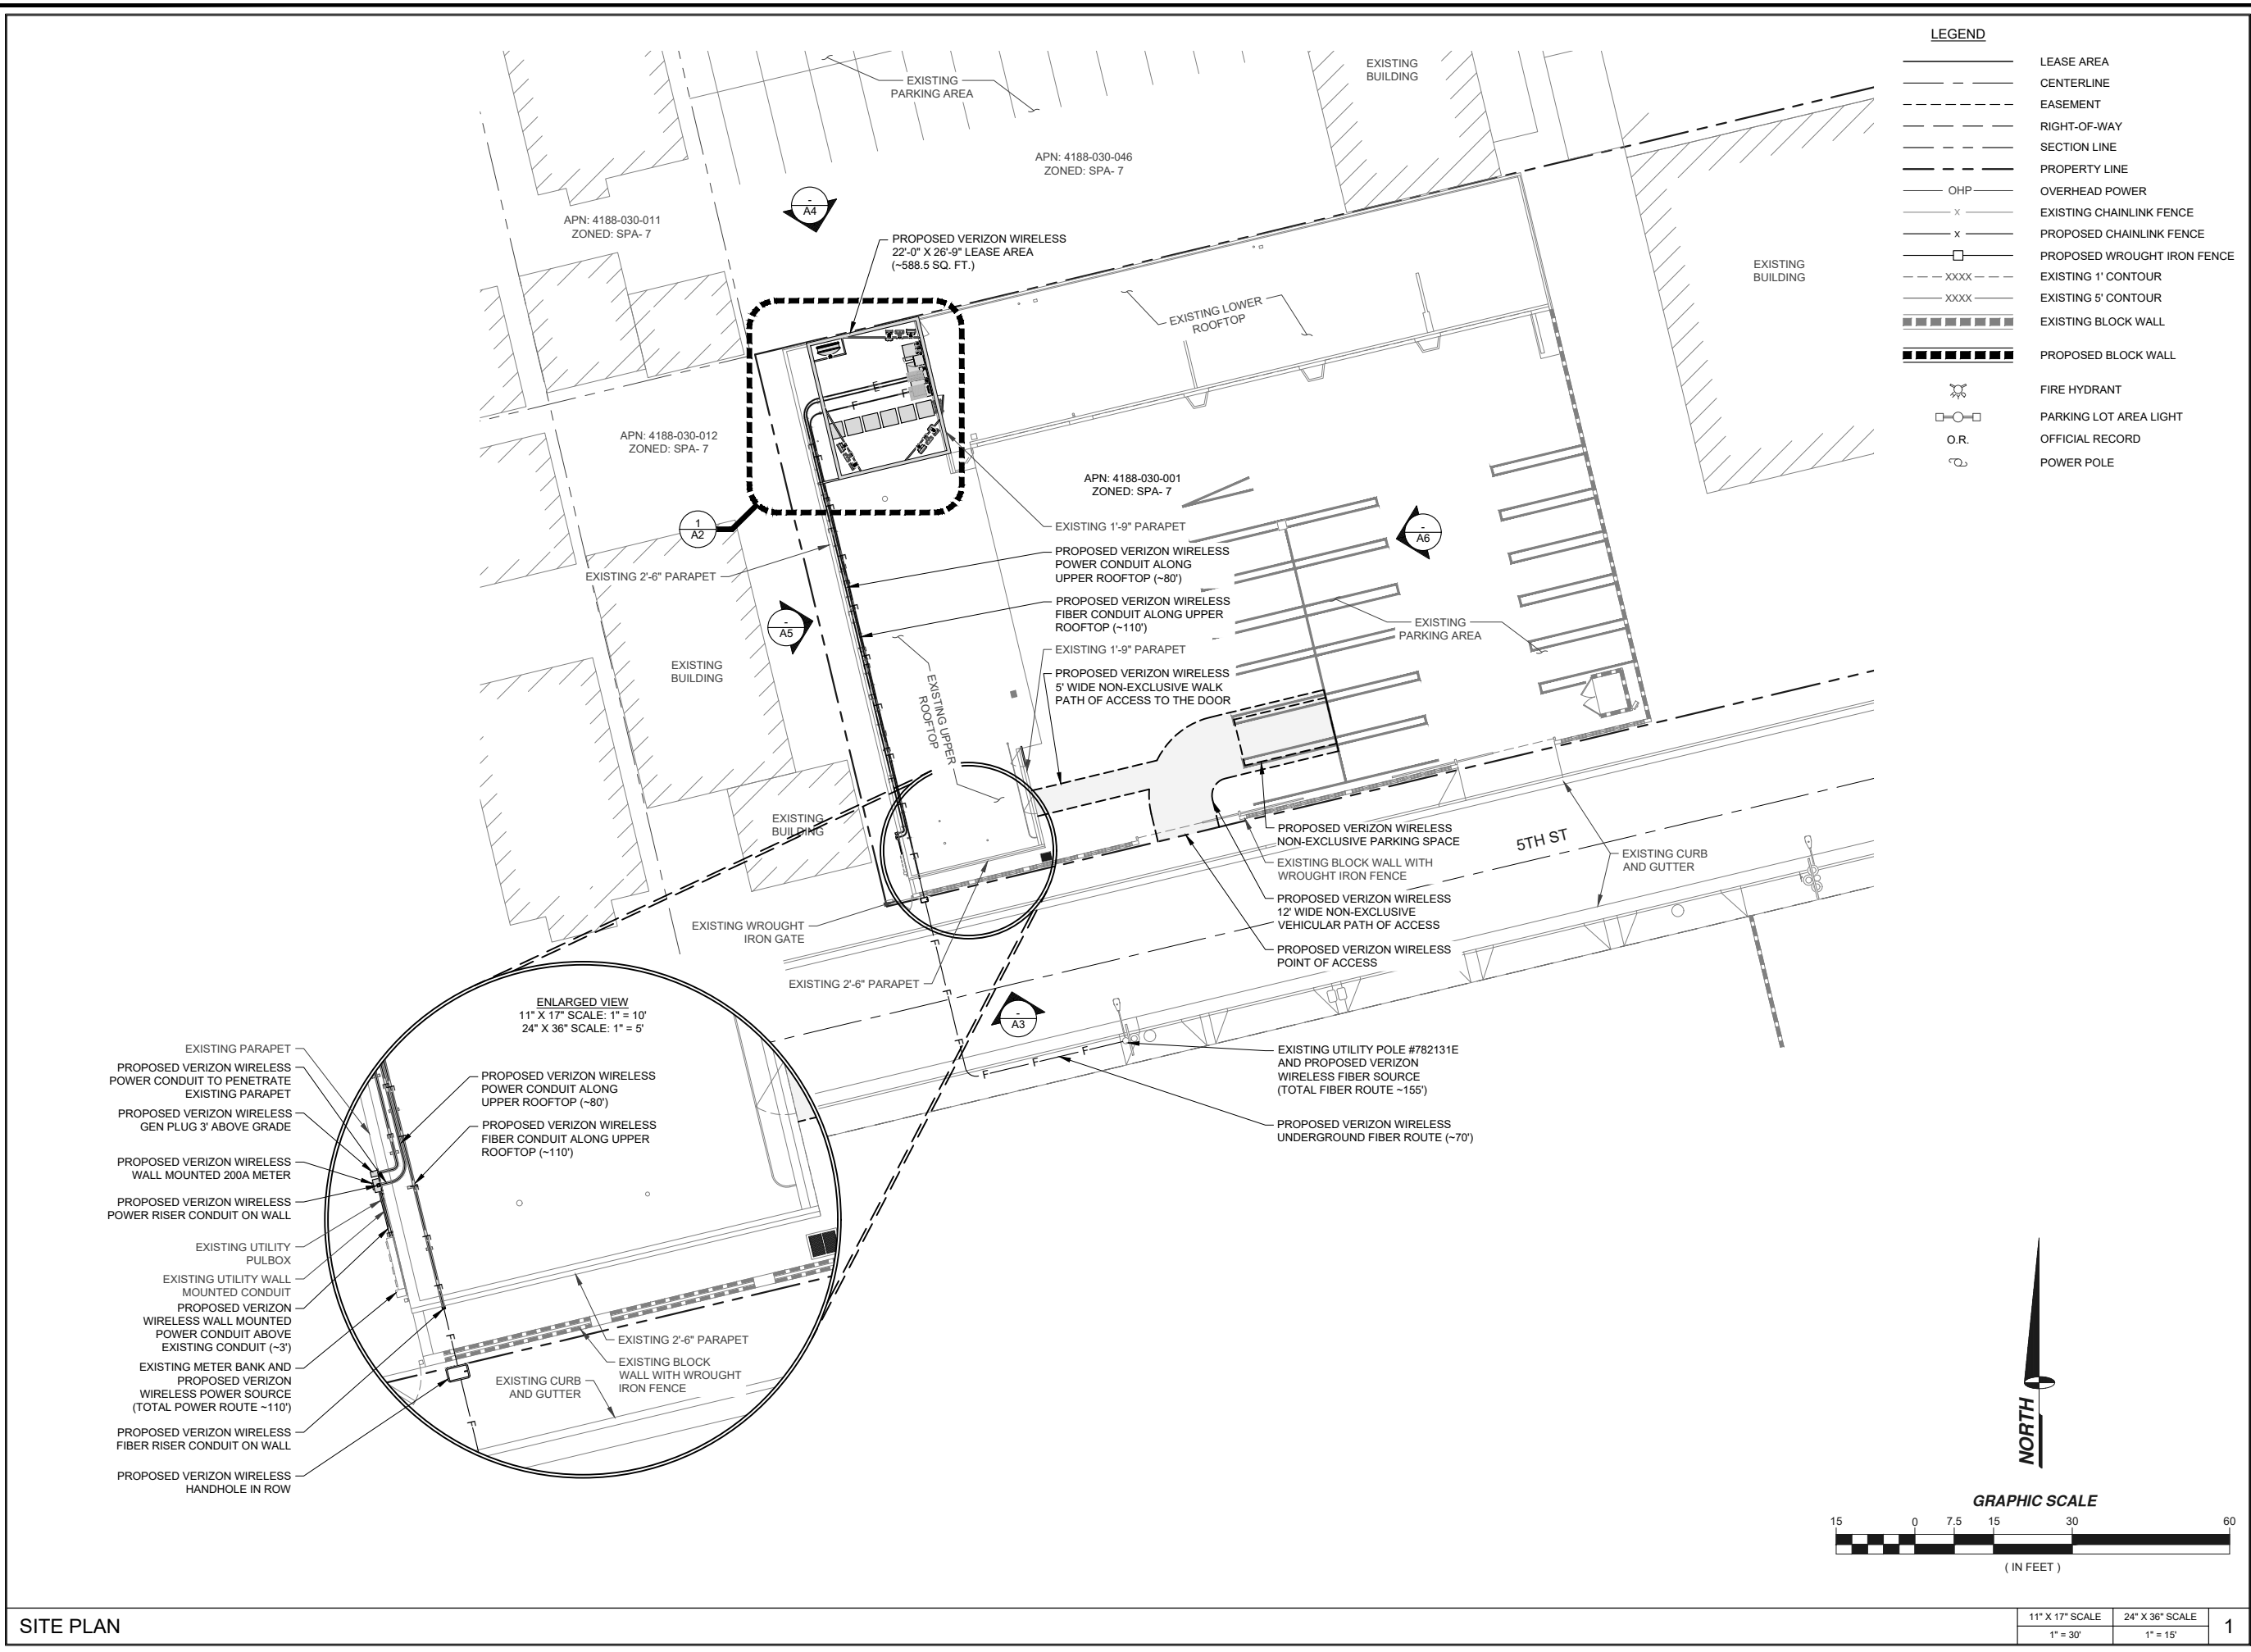 LEGEND
LEASE AREA
CENTERLINE
EASEMENT
RIGHT-OF-WAY
SECTION LINE
PROPERTY LINE
OHP
OVERHEAD POWER
X
EXISTING CHAINLINK FENCE
X
PROPOSED CHAINLINK FENCE
PROPOSED WROUGHT IRON FENCE
XXXX
EXISTING 1' CONTOUR
XXXX
EXISTING 5' CONTOUR
EXISTING BLOCK WALL
PROPOSED BLOCK WALL
FIRE HYDRANT
PARKING LOT AREA LIGHT
O.R.
OFFICIAL RECORD
POWER POLE
EXISTING
PARKING AREA
EXISTING
BUILDING
APN: 4188-030-046
ZONED: SPA- 7
-
A4
APN: 4188-030-011
ZONED: SPA- 7
PROPOSED VERIZON WIRELESS
22'-0" X 26'-9" LEASE AREA
(~588.5 SQ. FT.)
EXISTING
BUILDING
EXISTING LOWER
ROOFTOP
E
F
F
APN: 4188-030-012
ZONED: SPA- 7
APN: 4188-030-001
ZONED: SPA- 7
1
A2
EXISTING 1'-9" PARAPET
-
A6
PROPOSED VERIZON WIRELESS
POWER CONDUIT ALONG
UPPER ROOFTOP (~80')
EXISTING 2'-6" PARAPET
PROPOSED VERIZON WIRELESS
FIBER CONDUIT ALONG UPPER
ROOFTOP (~110')
-
A5
EXISTING
PARKING AREA
EXISTING 1'-9" PARAPET
EXISTING
BUILDING
PROPOSED VERIZON WIRELESS
5' WIDE NON-EXCLUSIVE WALK
PATH OF ACCESS TO THE DOOR
EXISTING UPPER
ROOFTOP
EXISTING
BUILDING
PROPOSED VERIZON WIRELESS
NON-EXCLUSIVE PARKING SPACE
5TH ST
EXISTING CURB
AND GUTTER
EXISTING BLOCK WALL WITH
WROUGHT IRON FENCE
PROPOSED VERIZON WIRELESS
12' WIDE NON-EXCLUSIVE
VEHICULAR PATH OF ACCESS
EXISTING WROUGHT
IRON GATE
PROPOSED VERIZON WIRELESS
POINT OF ACCESS
EXISTING 2'-6" PARAPET
F
F
F
-
A3
F
F
F
EXISTING UTILITY POLE #782131E
AND PROPOSED VERIZON
WIRELESS FIBER SOURCE
(TOTAL FIBER ROUTE ~155')
PROPOSED VERIZON WIRELESS
UNDERGROUND FIBER ROUTE (~70')
ENLARGED VIEW
11" X 17" SCALE: 1" = 10'
24" X 36" SCALE: 1" = 5'
EXISTING PARAPET
PROPOSED VERIZON WIRELESS
POWER CONDUIT TO PENETRATE
EXISTING PARAPET
PROPOSED VERIZON WIRELESS
GEN PLUG 3' ABOVE GRADE
PROPOSED VERIZON WIRELESS
WALL MOUNTED 200A METER
PROPOSED VERIZON WIRELESS
POWER RISER CONDUIT ON WALL
EXISTING UTILITY
PULBOX
EXISTING UTILITY WALL
MOUNTED CONDUIT
PROPOSED VERIZON
WIRELESS WALL MOUNTED
POWER CONDUIT ABOVE
EXISTING CONDUIT (~3')
EXISTING METER BANK AND
PROPOSED VERIZON
WIRELESS POWER SOURCE
(TOTAL POWER ROUTE ~110')
PROPOSED VERIZON WIRELESS
FIBER RISER CONDUIT ON WALL
PROPOSED VERIZON WIRELESS
HANDHOLE IN ROW
PROPOSED VERIZON WIRELESS
POWER CONDUIT ALONG
UPPER ROOFTOP (~80')
PROPOSED VERIZON WIRELESS
FIBER CONDUIT ALONG UPPER
ROOFTOP (~110')
F
F
EXISTING 2'-6" PARAPET
EXISTING BLOCK
WALL WITH WROUGHT
IRON FENCE
EXISTING CURB
AND GUTTER
NORTH
GRAPHIC SCALE
15 0 7.5 15 30 60
( IN FEET )
SITE PLAN
11" X 17" SCALE
1" = 30'
24" X 36" SCALE
1" = 15'
1